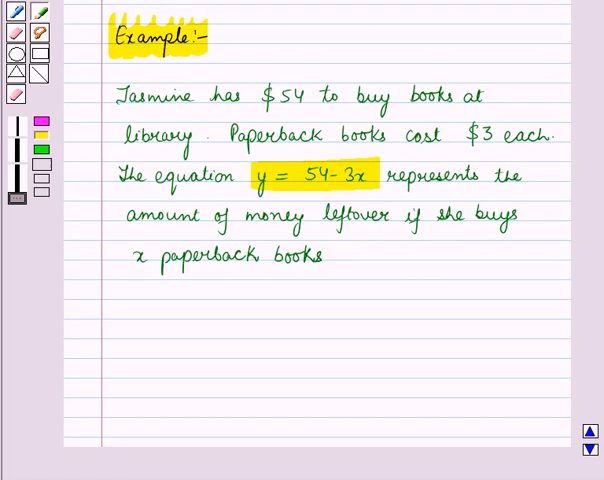 Example:-
Jasmine has $54 to buy books at
library. Paperback books cost $3 each.
The equation y = 54-3x represents the
amount of money leftover if she buys
x paperback books